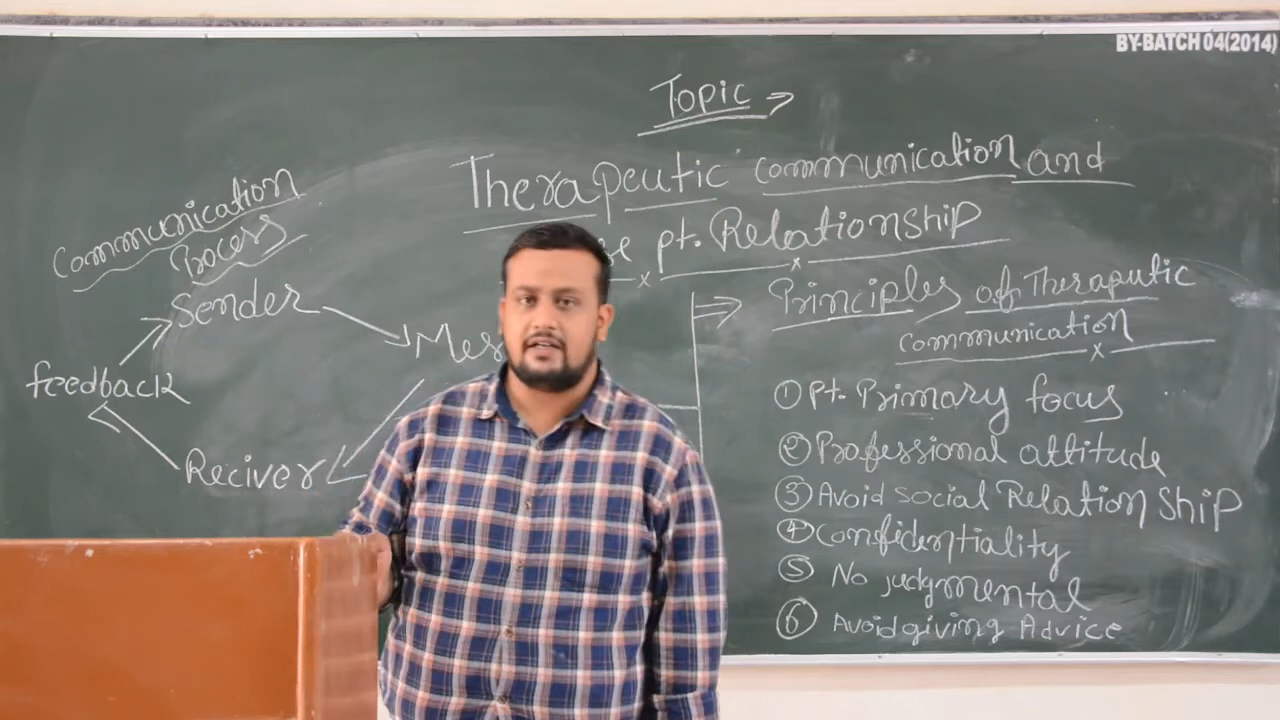 BY-BATCH 04(2014)
Topic →
Therapeutic communication and
pt. Relationship
Communication
Process
Sender
feedback
Reciver
Principles of Theraputic
communication
① Pt. Primary focus
② Professional attitude
③ Avoid social RelationShip
④ Confidentiality
⑤ No judgmental
⑥ Avoid giving Advice